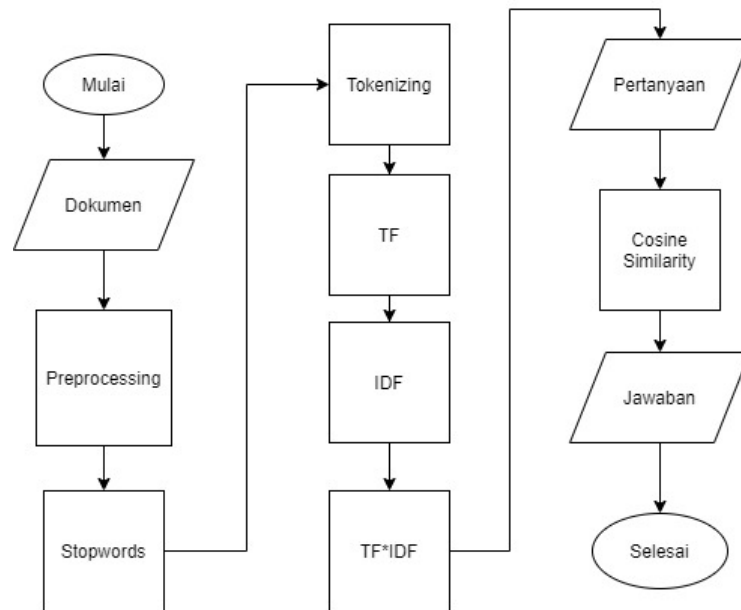 Mulai
Dokumen
Preprocessing
Stopwords
Tokenizing
TF
IDF
TF*IDF
Pertanyaan
Cosine
Similarity
Jawaban
Selesai